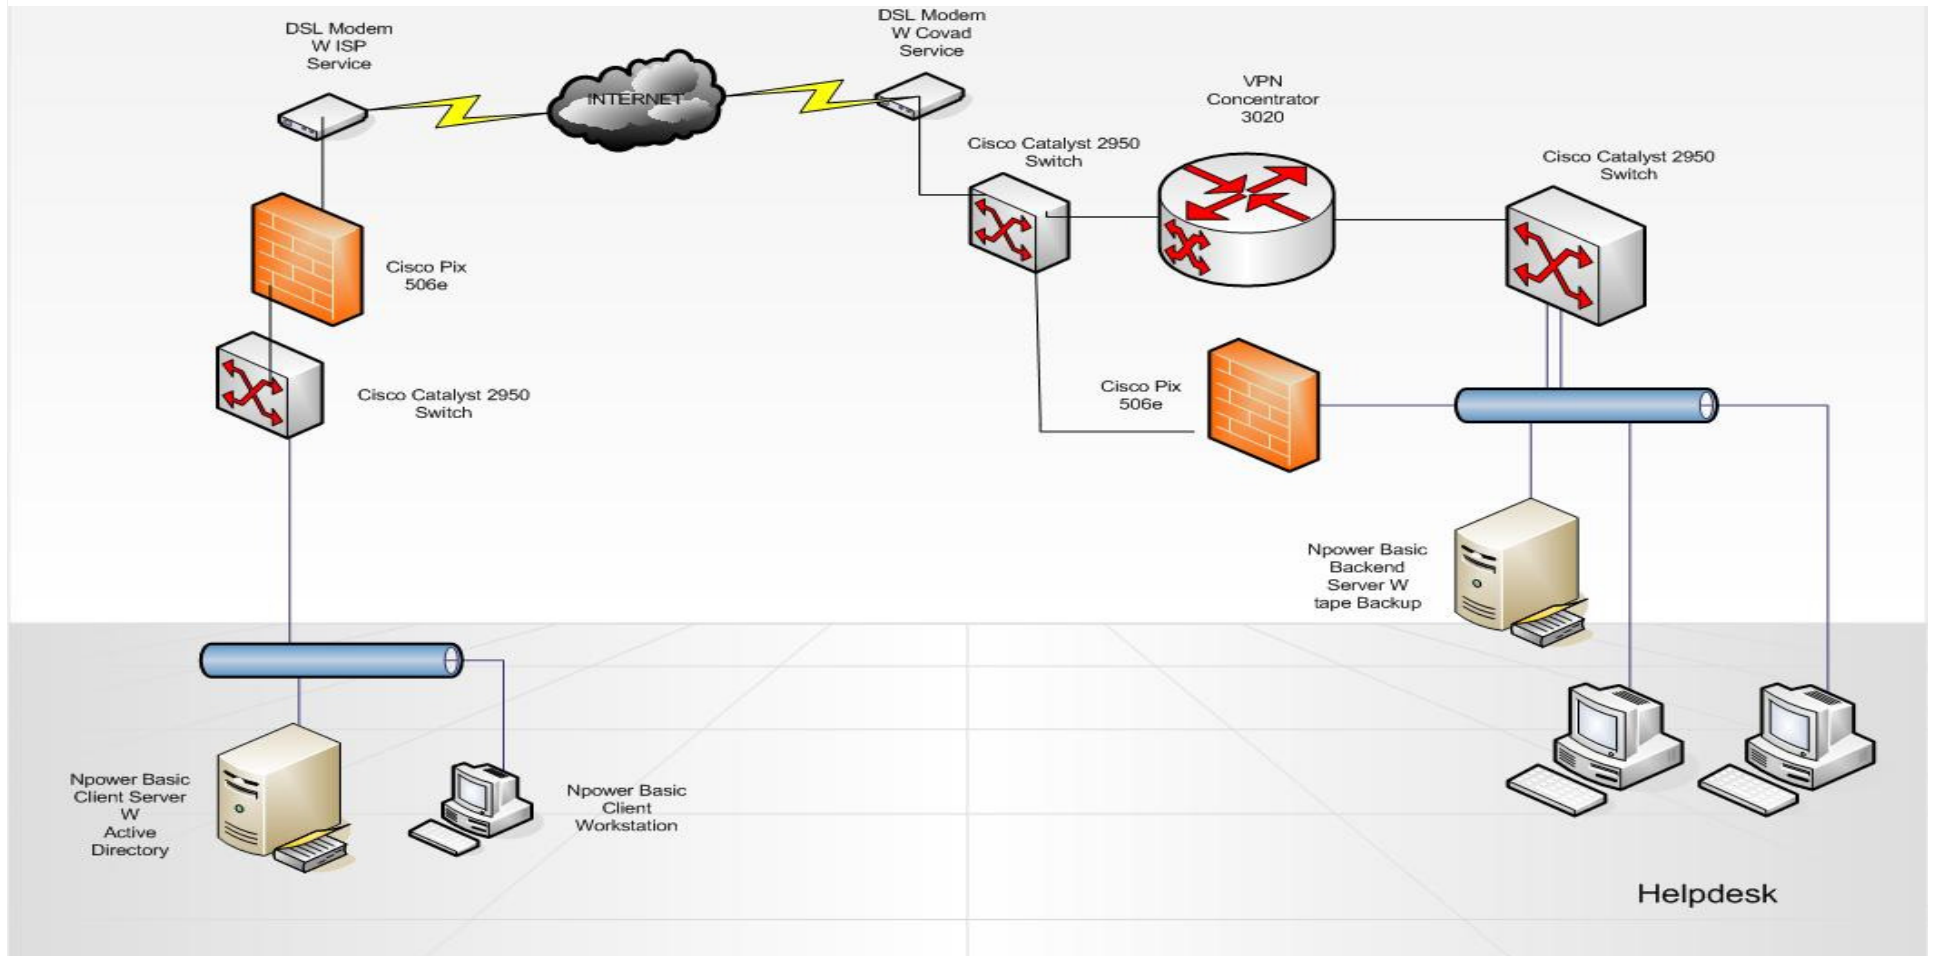 DSL Modem
W ISP
Service
INTERNET
DSL Modem
W Covad
Service
Cisco Catalyst 2950
Switch
VPN
Concentrator
3020
Cisco Catalyst 2950
Switch
Cisco Pix
506e
Cisco Catalyst 2950
Switch
Cisco Pix
506e
Npower Basic
Backend
Server W
tape Backup
Npower Basic
Client Server
W
Active
Directory
Npower Basic
Client
Workstation
Helpdesk